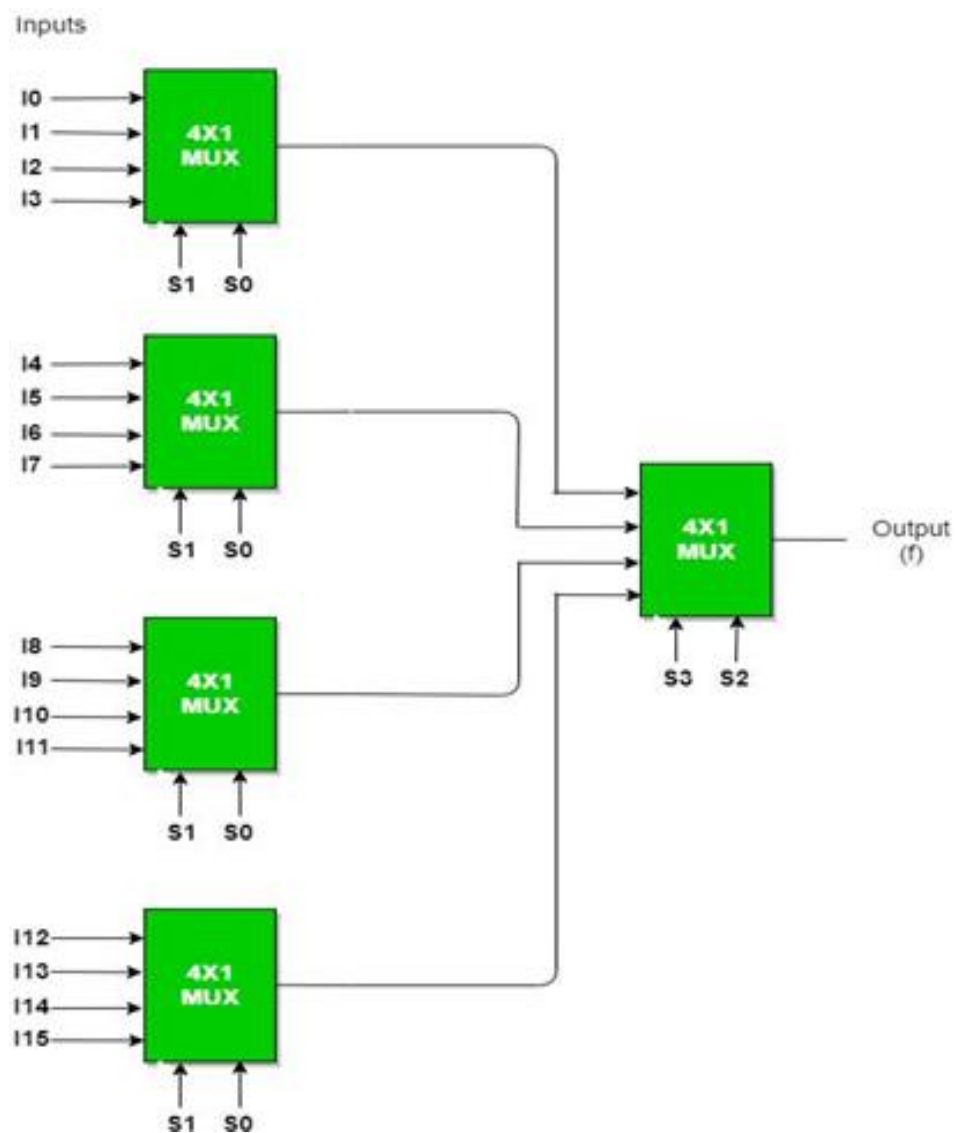 Inputs
I0
I1
I2
I3
4X1
MUX
S1 S0
I4
I5
I6
I7
4X1
MUX
S1 S0
4X1
MUX
Output
(f)
S3 S2
I8
I9
I10
I11
4X1
MUX
S1 S0
I12
I13
I14
I15
4X1
MUX
S1 S0